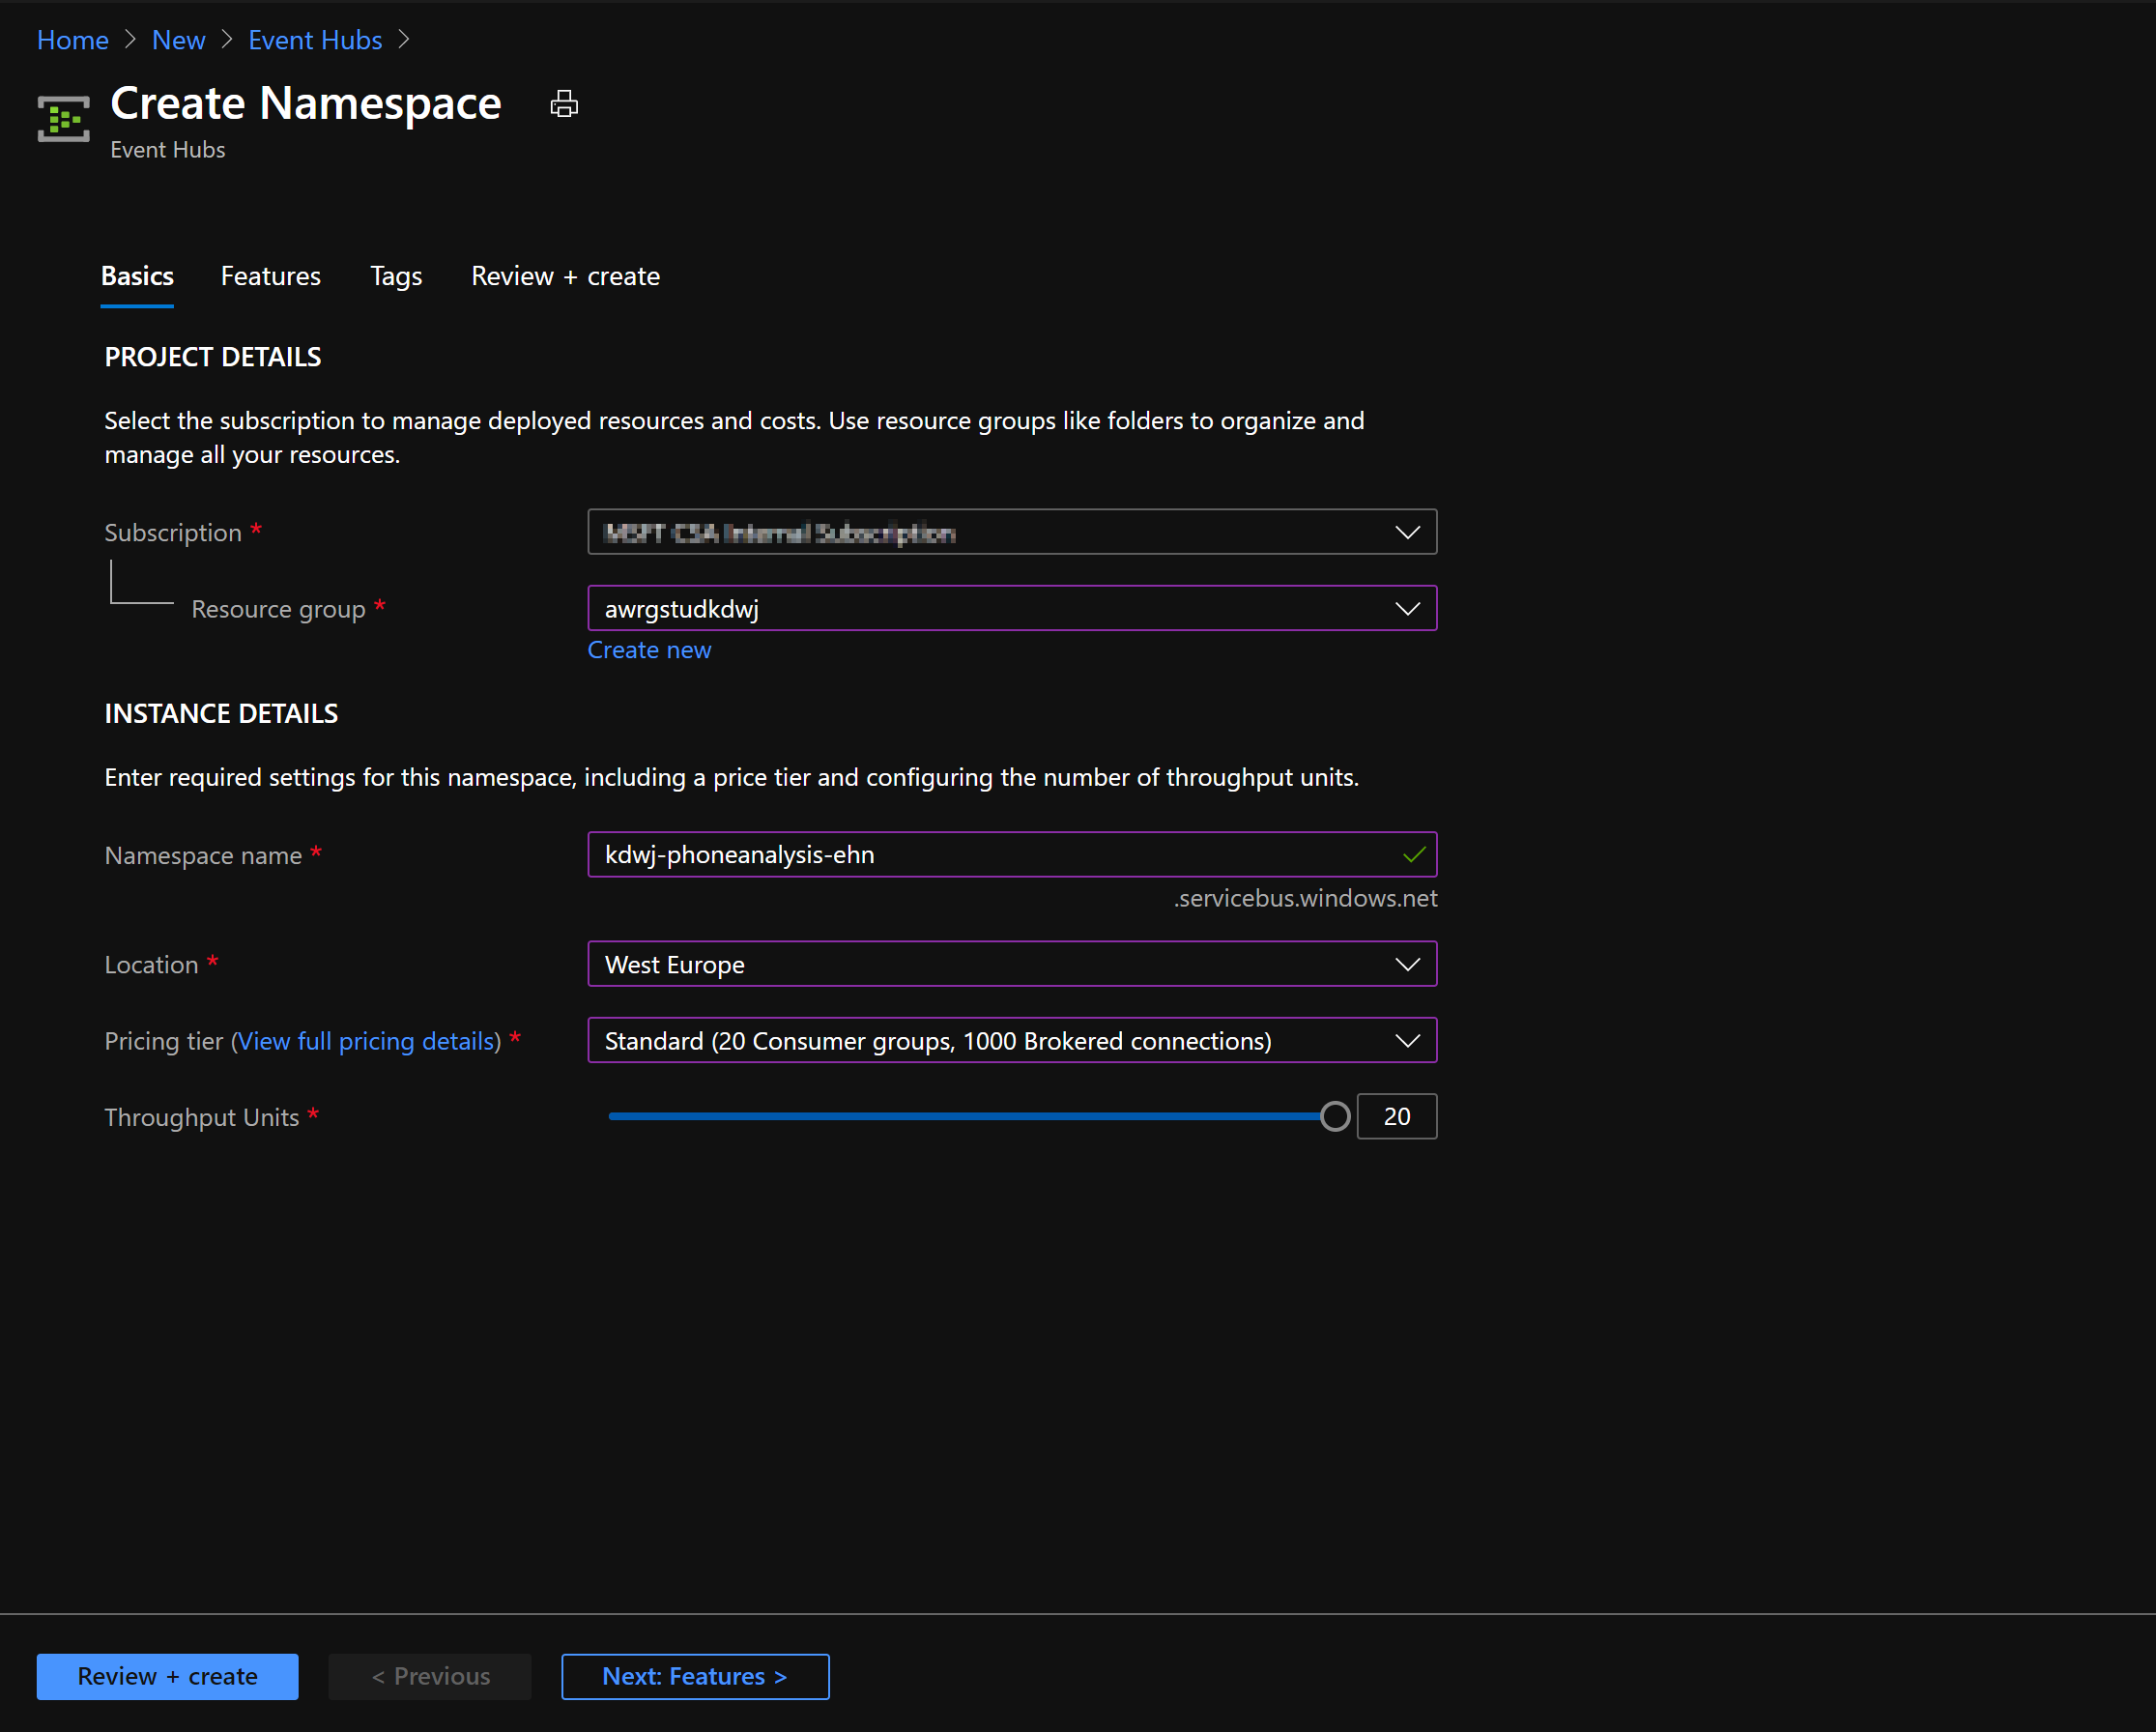 Home > New > Event Hubs >
Create Namespace
Event Hubs
Basics Features Tags Review + create
PROJECT DETAILS
Select the subscription to manage deployed resources and costs. Use resource groups like folders to organize and
manage all your resources.
Subscription *
Resource group * awrgstudkdwj
Create new
INSTANCE DETAILS
Enter required settings for this namespace, including a price tier and configuring the number of throughput units.
Namespace name * kdwj-phoneanalysis-ehn
.servicebus.windows.net
Location * West Europe
Pricing tier (View full pricing details) * Standard (20 Consumer groups, 1000 Brokered connections)
Throughput Units * 20
Review + create < Previous Next: Features >